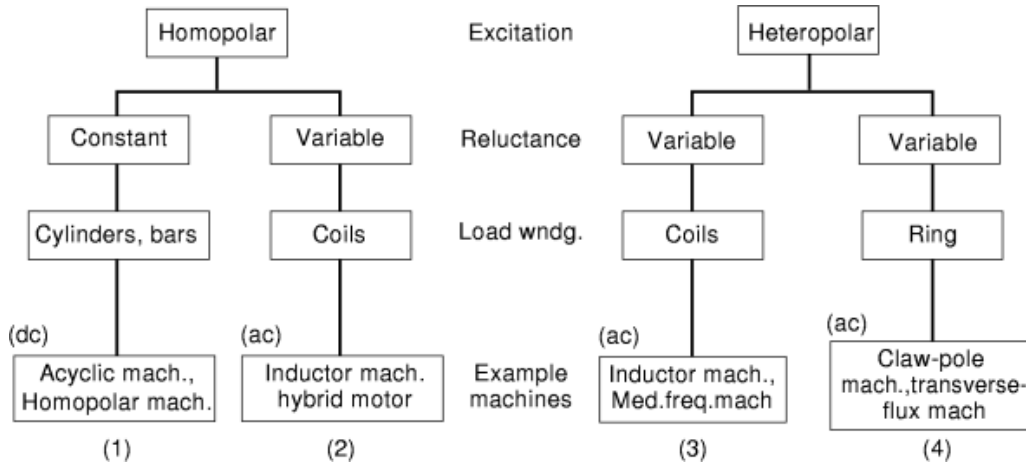 Homopolar
Excitation
Heteropolar
Constant
Variable
Reluctance
Variable
Variable
Cylinders, bars
Coils
Load wndg.
Coils
Ring
(dc)
(ac)
(ac)
(ac)
Acyclic mach.,
Homopolar mach.
Inductor mach.
hybrid motor
Example
machines
Inductor mach.,
Med.freq.mach
Claw-pole
mach.,transverse-
flux mach
(1)
(2)
(3)
(4)